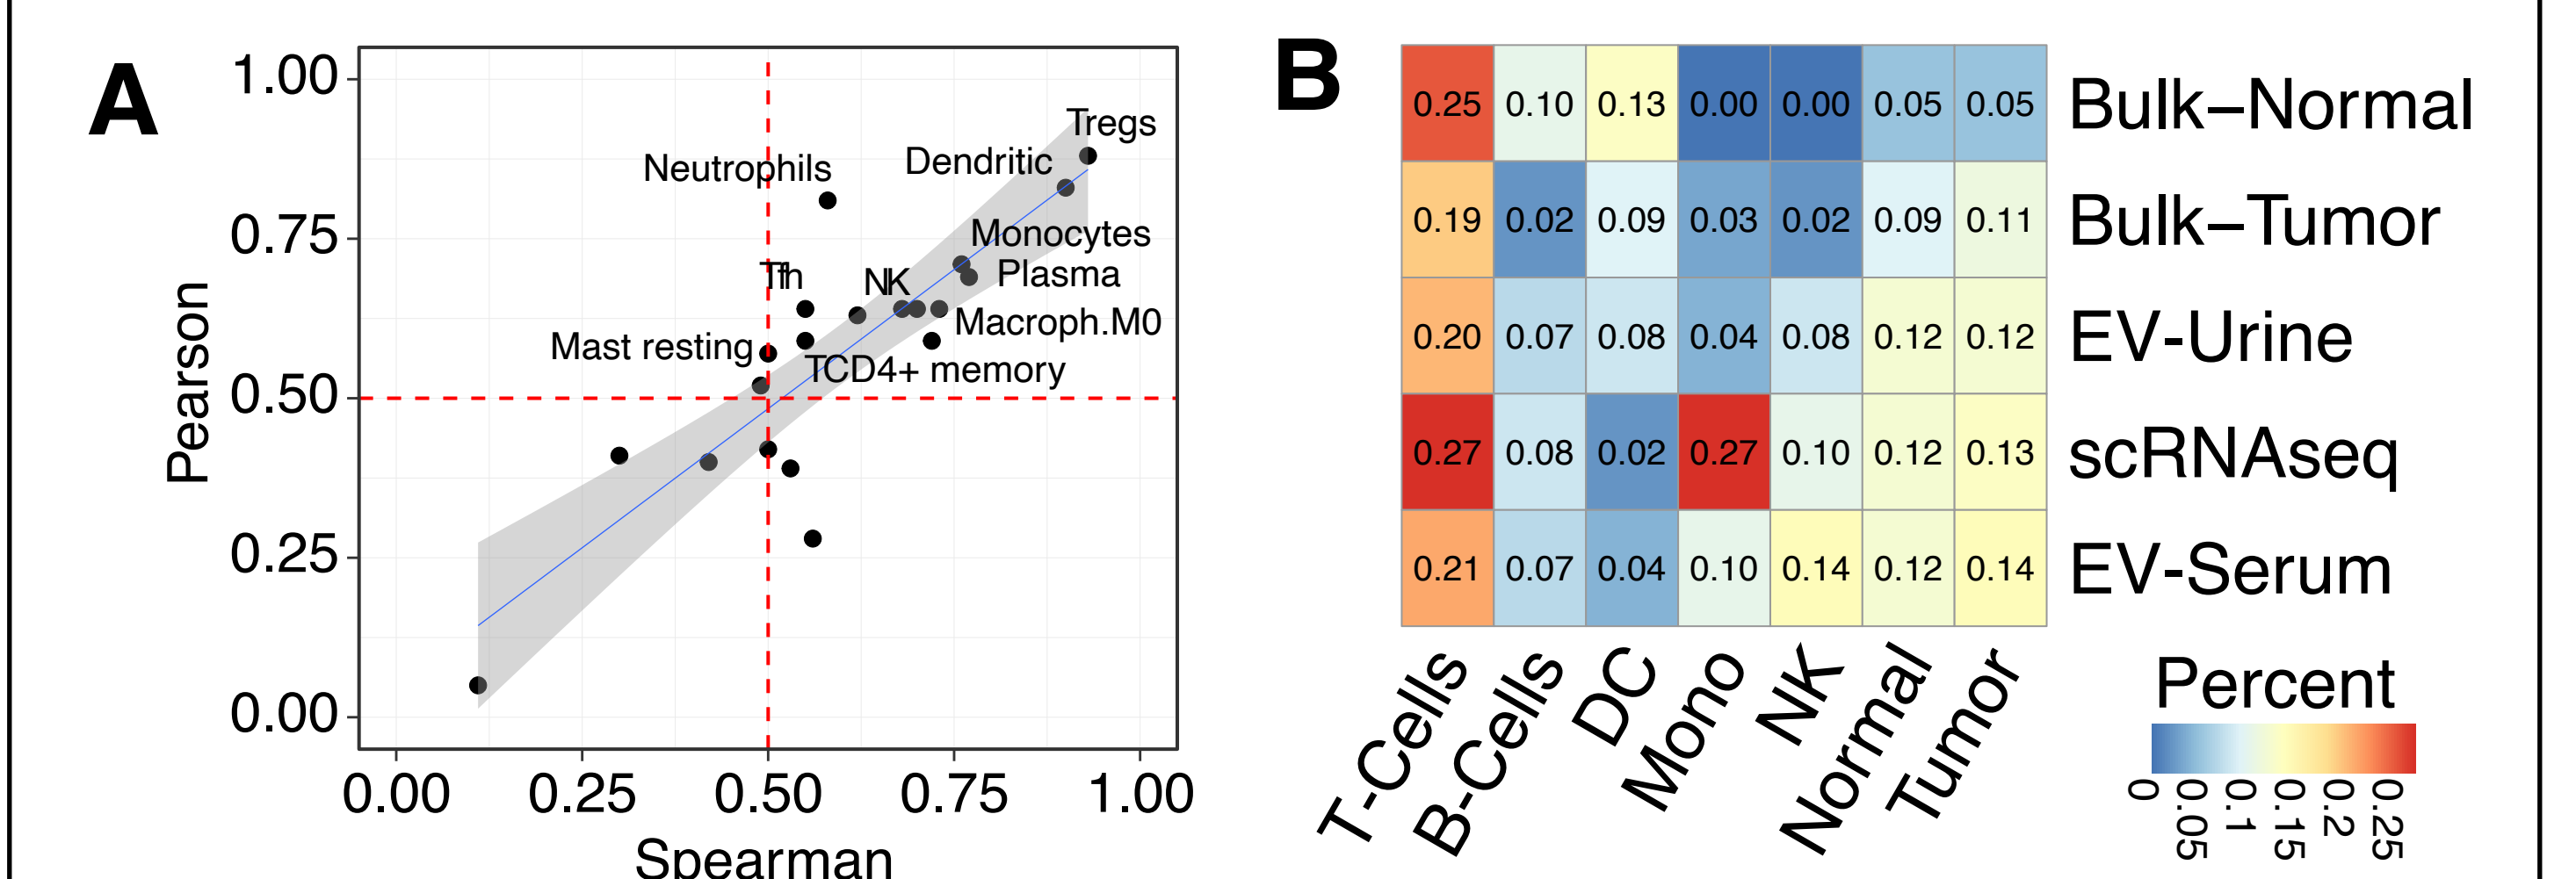 A
1.00
0.75
0.50
0.25
0.00
Pearson
Tregs
Dendritic
Neutrophils
Monocytes
Plasma
Tfh
NK
Macroph.M0
Mast resting
TCD4+ memory
0.00 0.25 0.50 0.75 1.00
Spearman
B
0.25 0.10 0.13 0.00 0.00 0.05 0.05 Bulk–Normal
0.19 0.02 0.09 0.03 0.02 0.09 0.11 Bulk–Tumor
0.20 0.07 0.08 0.04 0.08 0.12 0.12 EV-Urine
0.27 0.08 0.02 0.27 0.10 0.12 0.13 scRNAseq
0.21 0.07 0.04 0.10 0.14 0.12 0.14 EV-Serum
T-Cells B-Cells DC Mono NK Normal Tumor
Percent
0 0.05 0.1 0.15 0.2 0.25